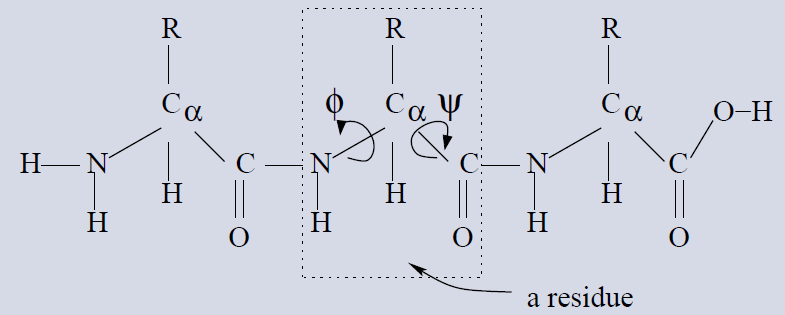 R R R
ϕ ψ
Cα Cα Cα O–H
H N C N C N C
H H H
H H H
O O O
a residue